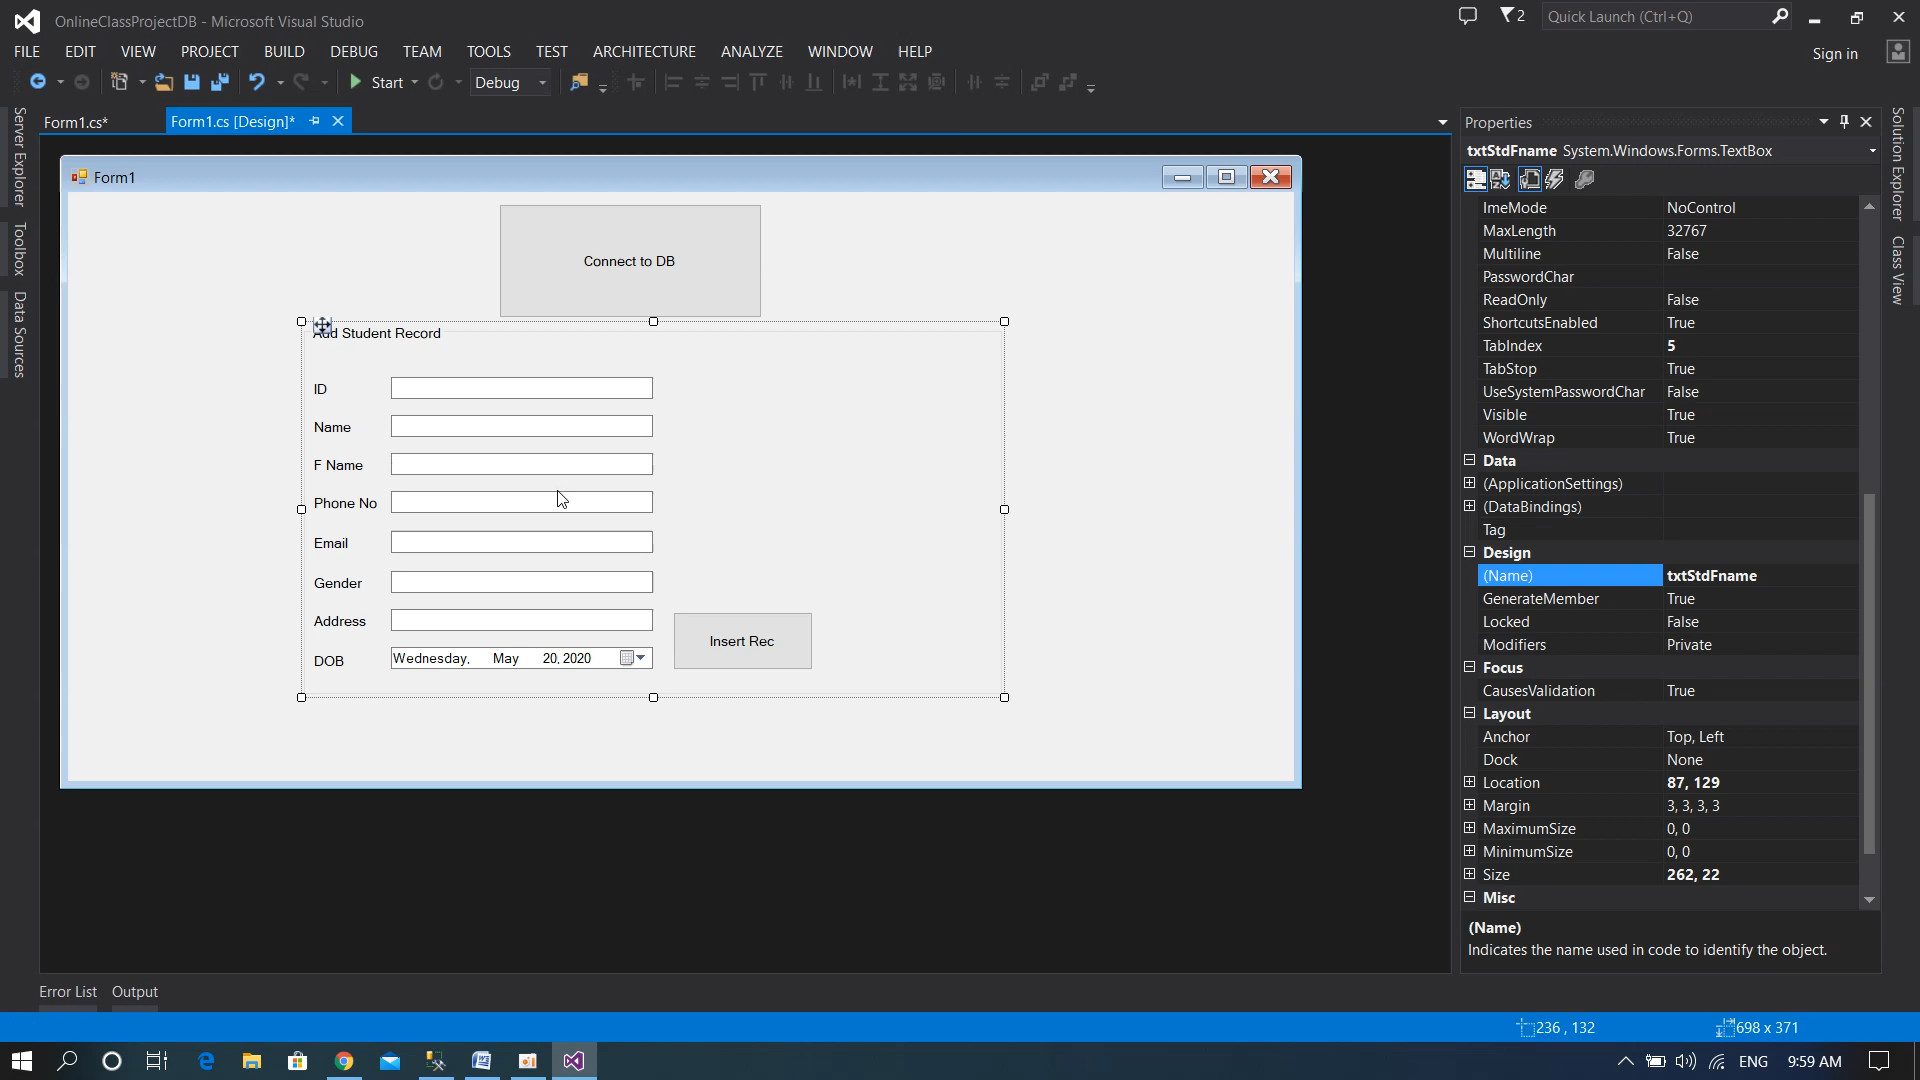 OnlineClassProjectDB - Microsoft Visual Studio
2
Quick Launch (Ctrl+Q)
FILE EDIT VIEW PROJECT BUILD DEBUG TEAM TOOLS TEST ARCHITECTURE ANALYZE WINDOW HELP
Sign in
Start Debug
Server Explorer
Toolbox
Data Sources
Form1.cs* Form1.cs [Design]*
Form1
Connect to DB
Add Student Record
ID
Name
F Name
Phone No
Email
Gender
Address
Insert Rec
DOB Wednesday, May 20, 2020
Properties
txtStdFname System.Windows.Forms.TextBox
ImeMode NoControl
MaxLength 32767
Multiline False
PasswordChar
ReadOnly False
ShortcutsEnabled True
TabIndex 5
TabStop True
UseSystemPasswordChar False
Visible True
WordWrap True
Data
(ApplicationSettings)
(DataBindings)
Tag
Design
(Name) txtStdFname
GenerateMember True
Locked False
Modifiers Private
Focus
CausesValidation True
Layout
Anchor Top, Left
Dock None
Location 87, 129
Margin 3, 3, 3, 3
MaximumSize 0, 0
MinimumSize 0, 0
Size 262, 22
Misc
(Name)
Indicates the name used in code to identify the object.
Solution Explorer
Class View
Error List Output
236 , 132 698 x 371
ENG 9:59 AM